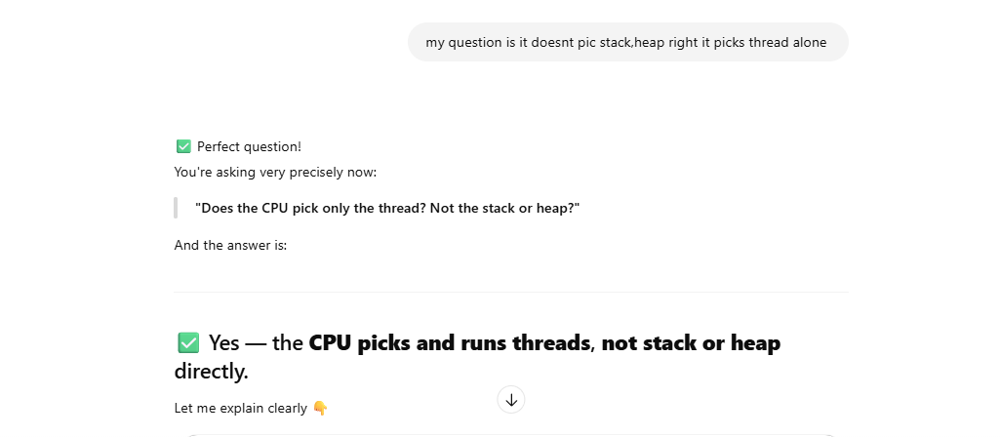 my question is it doesnt pic stack,heap right it picks thread alone
✅ Perfect question!
You're asking very precisely now:
"Does the CPU pick only the thread? Not the stack or heap?"
And the answer is:
✅ Yes — the CPU picks and runs threads, not stack or heap
directly.
Let me explain clearly 👇